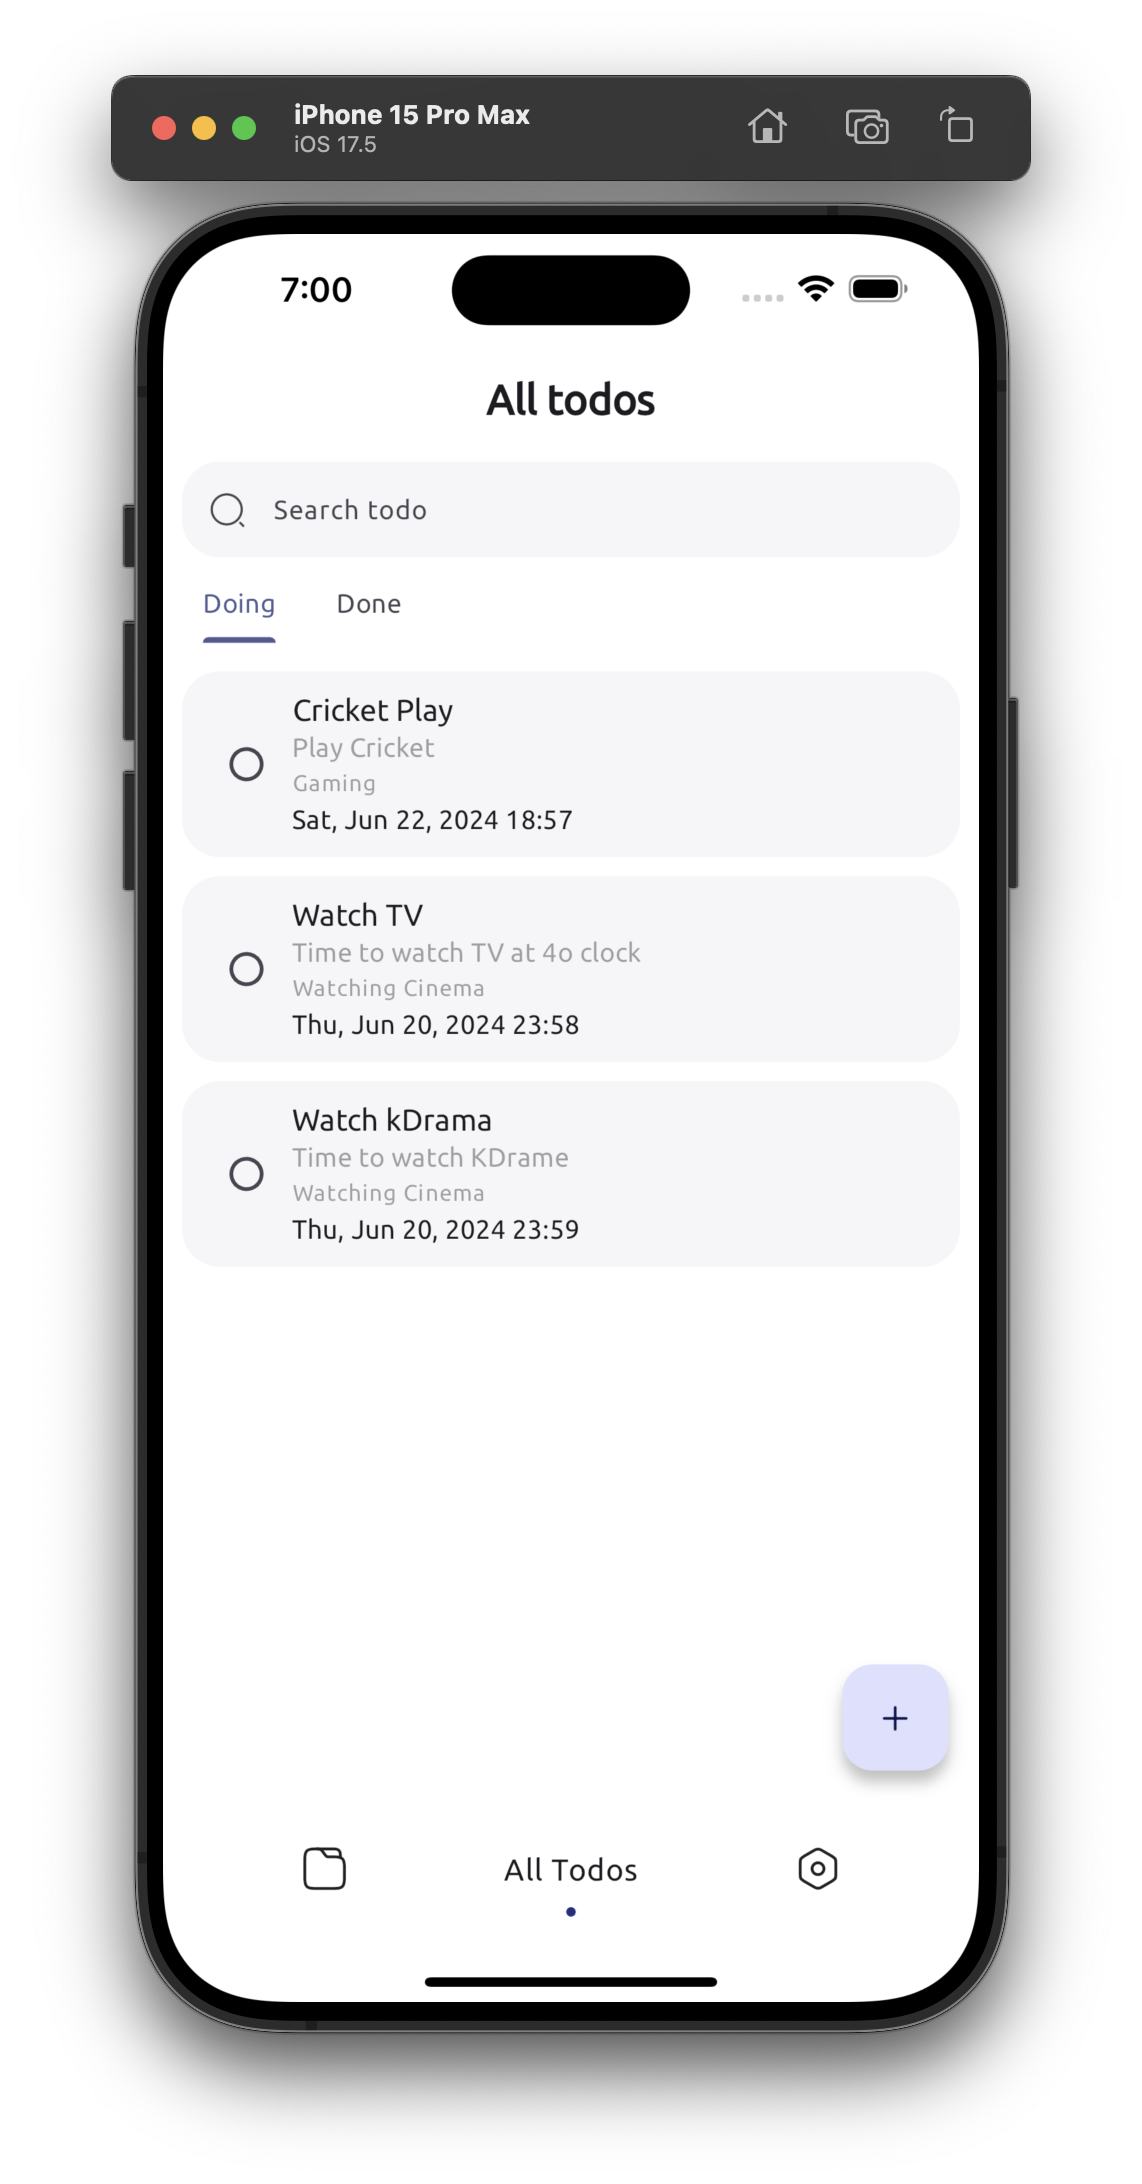 iPhone 15 Pro Max
iOS 17.5
7:00
All todos
Search todo
Doing Done
Cricket Play
Play Cricket
Gaming
Sat, Jun 22, 2024 18:57
Watch TV
Time to watch TV at 4o clock
Watching Cinema
Thu, Jun 20, 2024 23:58
Watch kDrama
Time to watch KDrame
Watching Cinema
Thu, Jun 20, 2024 23:59
All Todos